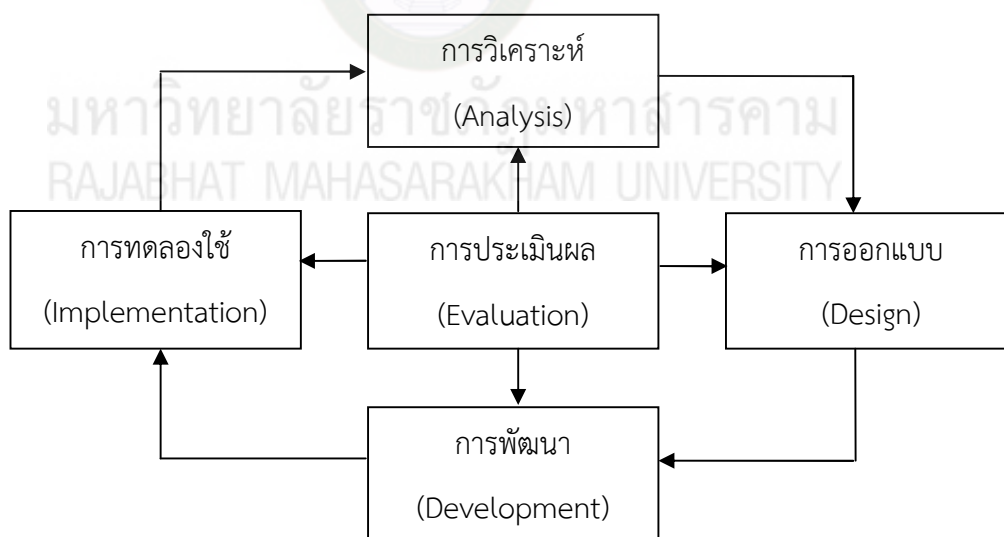 การวิเคราะห์
(Analysis)
มหาวิทยาลัยราชภัฏมหาสารคาม
RAJABHAT MAHASARAKHAM UNIVERSITY
การทดลองใช้
(Implementation)
การประเมินผล
(Evaluation)
การออกแบบ
(Design)
การพัฒนา
(Development)